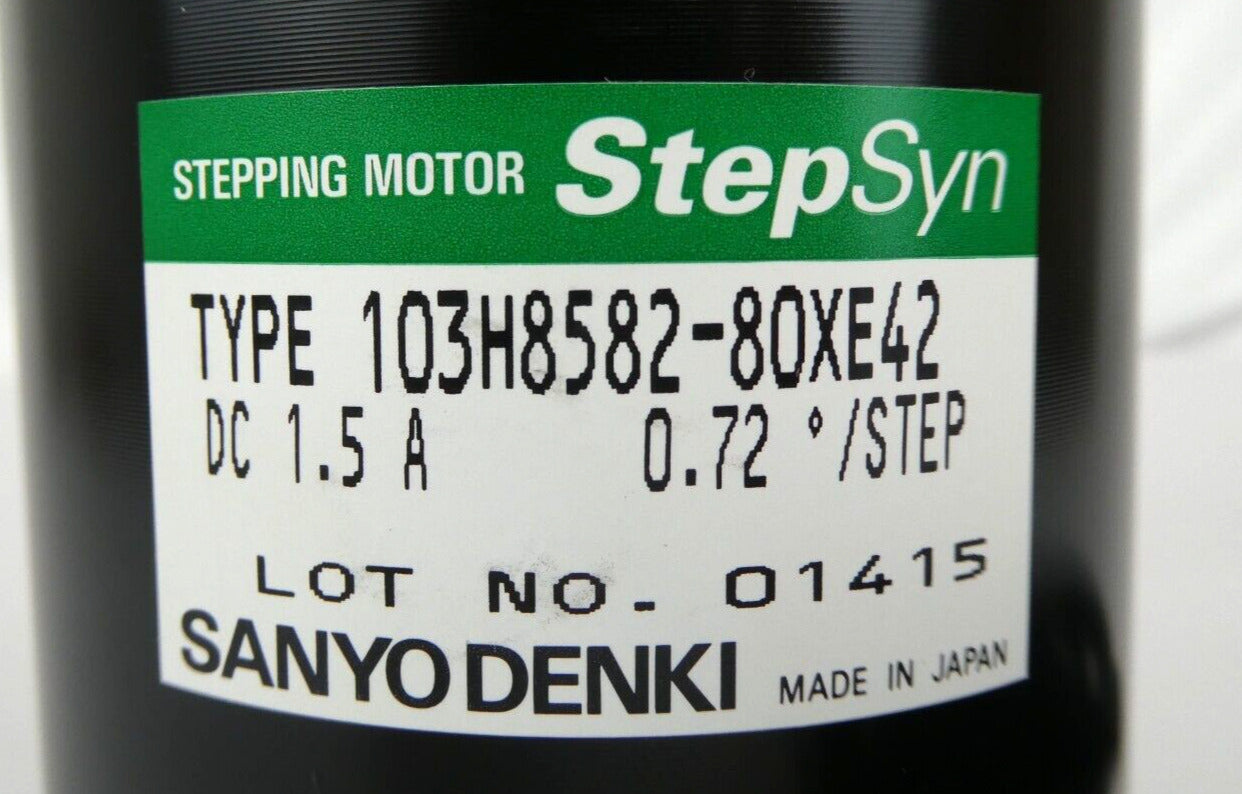 STEPPING MOTOR StepSyn
TYPE 103H8582-80XE42
DC 1.5 A 0.72 °/STEP
LOT NO. 01415
SANYO DENKI MADE IN JAPAN